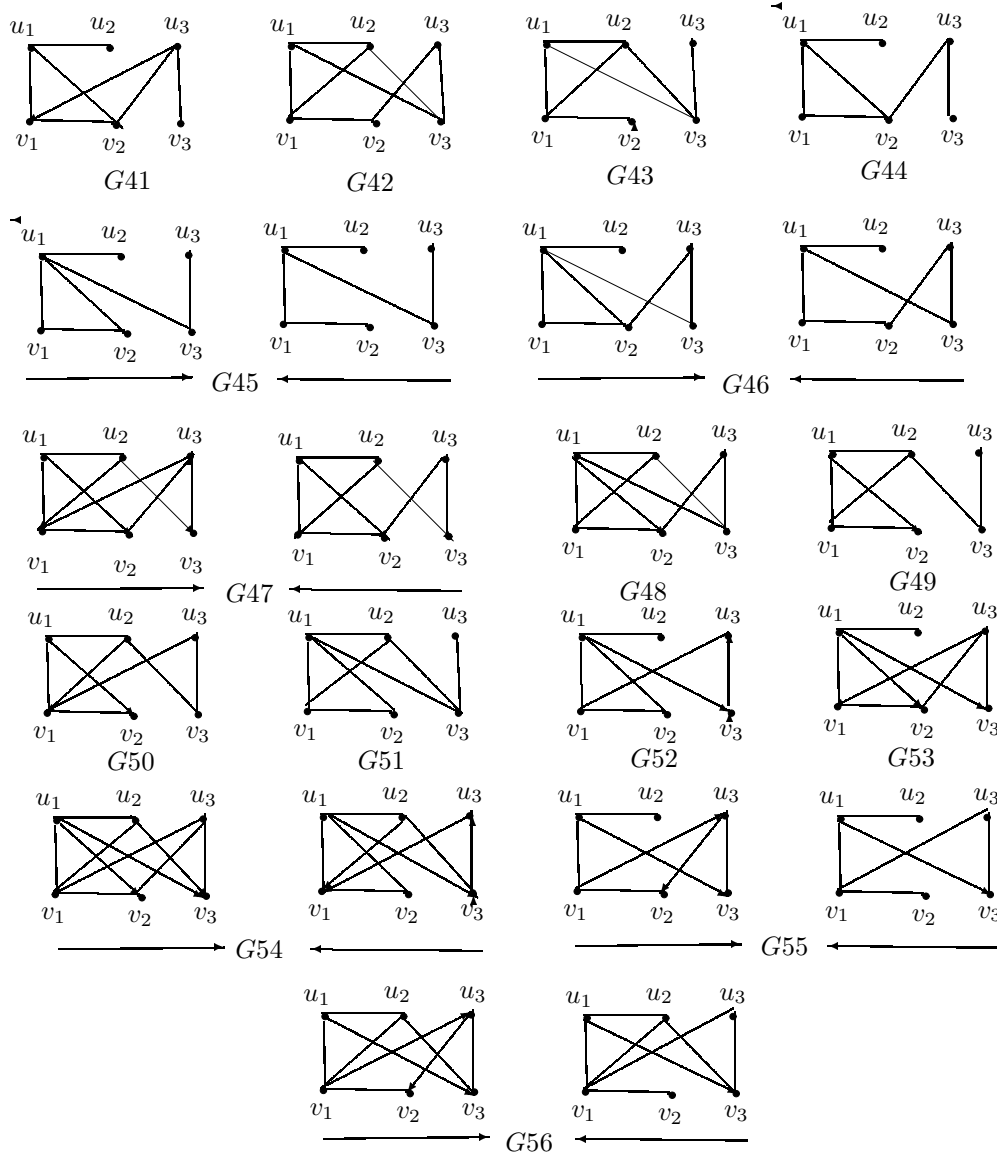 u1 u2 u3 u1 u2 u3 u1 u2 u3 u1 u2 u3
v1 v2 v3 v1 v2 v3 v1 v2 v3 v1 v2 v3
G41 G42 G43 G44
u1 u2 u3 u1 u2 u3 u1 u2 u3 u1 u2 u3
v1 v2 v3 v1 v2 v3 v1 v2 v3 v1 v2 v3
G45 G46
u1 u2 u3 u1 u2 u3 u1 u2 u3 u1 u2 u3
v1 v2 v3 v1 v2 v3 v1 v2 v3 v1 v2 v3
G47 G48 G49
u1 u2 u3 u1 u2 u3 u1 u2 u3 u1 u2 u3
v1 v2 v3 v1 v2 v3 v1 v2 v3 v1 v2 v3
G50 G51 G52 G53
u1 u2 u3 u1 u2 u3 u1 u2 u3 u1 u2 u3
v1 v2 v3 v1 v2 v3 v1 v2 v3 v1 v2 v3
G54 G55
u1 u2 u3 u1 u2 u3
v1 v2 v3 v1 v2 v3
G56